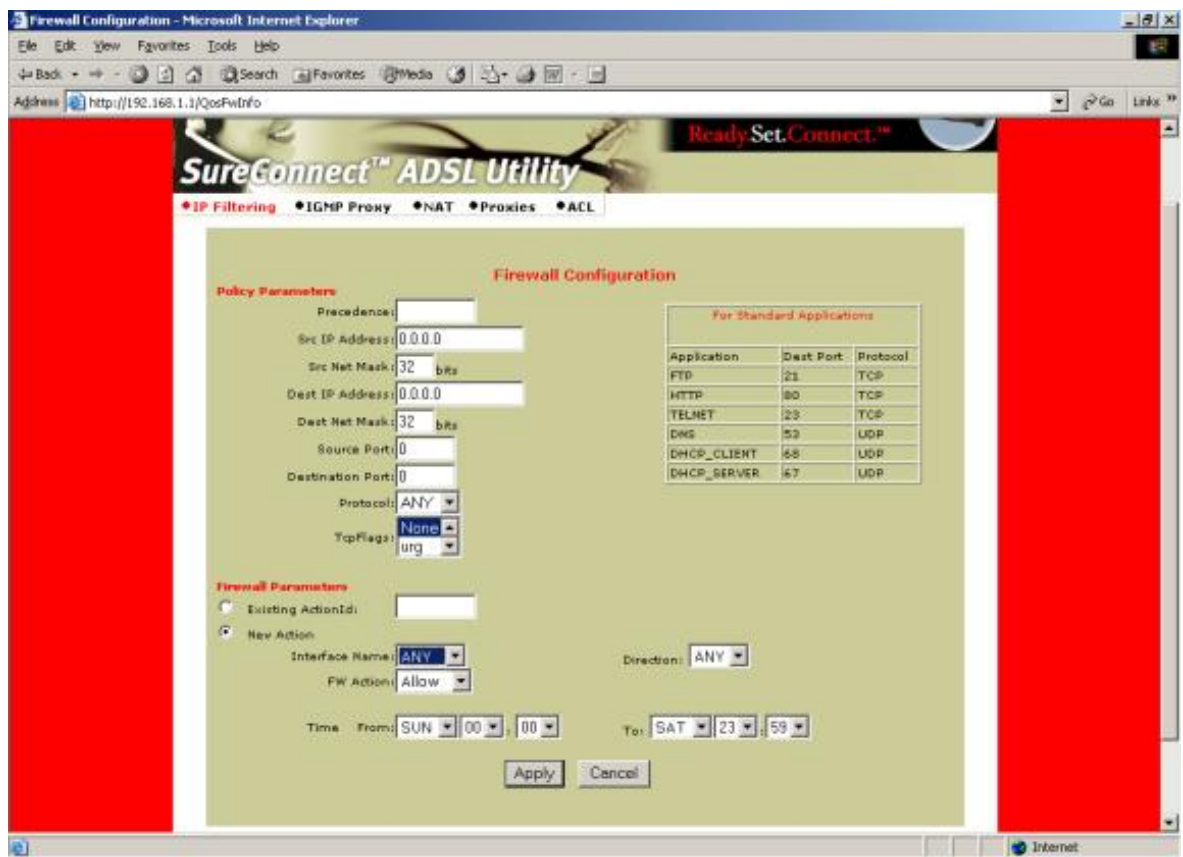 Firewall Configuration - Microsoft Internet Explorer
File Edit View Favorites Tools Help
Back Search Favorites Media
Address http://192.168.1.1/QosFwInfo Go Links »
Ready.Set.Connect.™
SureConnect™ ADSL Utility
IP Filtering IGMP Proxy NAT Proxies ACL
Firewall Configuration
Policy Parameters
Precedence:
Src IP Address: 0.0.0.0
Src Net Mask: 32 bits
Dest IP Address: 0.0.0.0
Dest Net Mask: 32 bits
Source Port: 0
Destination Port: 0
Protocol: ANY
TcpFlags: None
urg
For Standard Applications
Application Dest Port Protocol
FTP 21 TCP
HTTP 80 TCP
TELNET 23 TCP
DNS 53 UDP
DHCP_CLIENT 68 UDP
DHCP_SERVER 67 UDP
Firewall Parameters
Existing ActionId:
New Action
Interface Name: ANY Direction: ANY
FW Action: Allow
Time From: SUN 00 : 00 To: SAT 23 : 59
Apply Cancel
Internet